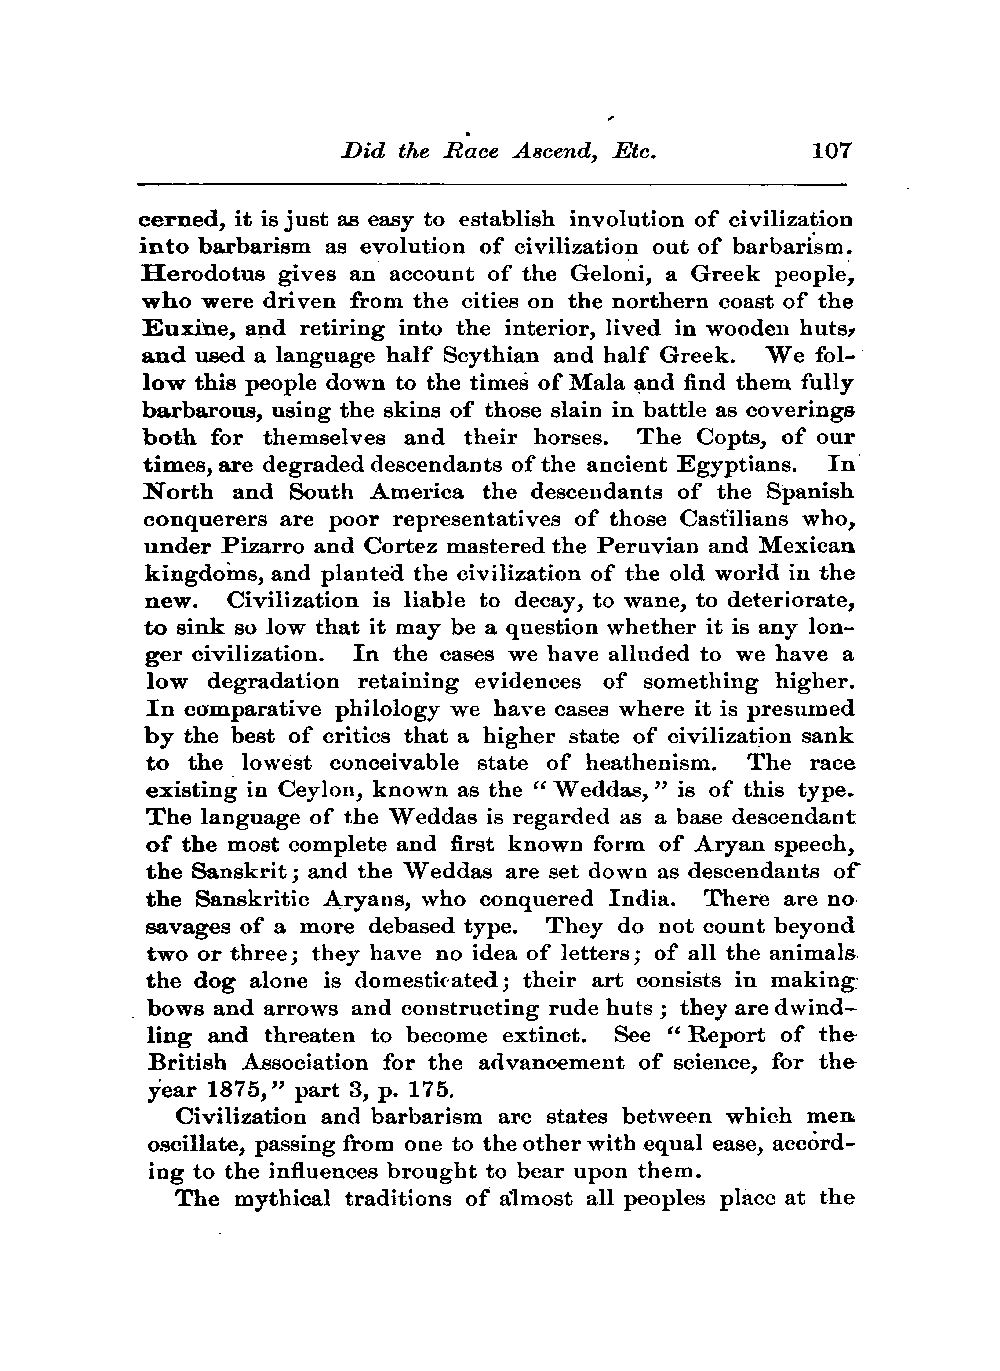 Did the Race Ascend, Etc. 107
cerned, it is just as easy to establish involution of civilization
into barbarism as evolution of civilization out of barbarism.
Herodotus gives an account of the Geloni, a Greek people,
who were driven from the cities on the northern coast of the
Euxine, and retiring into the interior, lived in wooden huts,
and used a language half Scythian and half Greek. We fol-
low this people down to the times of Mala and find them fully
barbarous, using the skins of those slain in battle as coverings
both for themselves and their horses. The Copts, of our
times, are degraded descendants of the ancient Egyptians. In
North and South America the descendants of the Spanish
conquerers are poor representatives of those Castilians who,
under Pizarro and Cortez mastered the Peruvian and Mexican
kingdoms, and planted the civilization of the old world in the
new. Civilization is liable to decay, to wane, to deteriorate,
to sink so low that it may be a question whether it is any lon-
ger civilization. In the cases we have alluded to we have a
low degradation retaining evidences of something higher.
In comparative philology we have cases where it is presumed
by the best of critics that a higher state of civilization sank
to the lowest conceivable state of heathenism. The race
existing in Ceylon, known as the “Weddas,” is of this type.
The language of the Weddas is regarded as a base descendant
of the most complete and first known form of Aryan speech,
the Sanskrit; and the Weddas are set down as descendants of
the Sanskritic Aryans, who conquered India. There are no
savages of a more debased type. They do not count beyond
two or three; they have no idea of letters; of all the animals
the dog alone is domesticated; their art consists in making
bows and arrows and constructing rude huts; they are dwind-
ling and threaten to become extinct. See “Report of the
British Association for the advancement of science, for the
year 1875,” part 3, p. 175.
Civilization and barbarism are states between which men
oscillate, passing from one to the other with equal ease, accord-
ing to the influences brought to bear upon them.
The mythical traditions of almost all peoples place at the